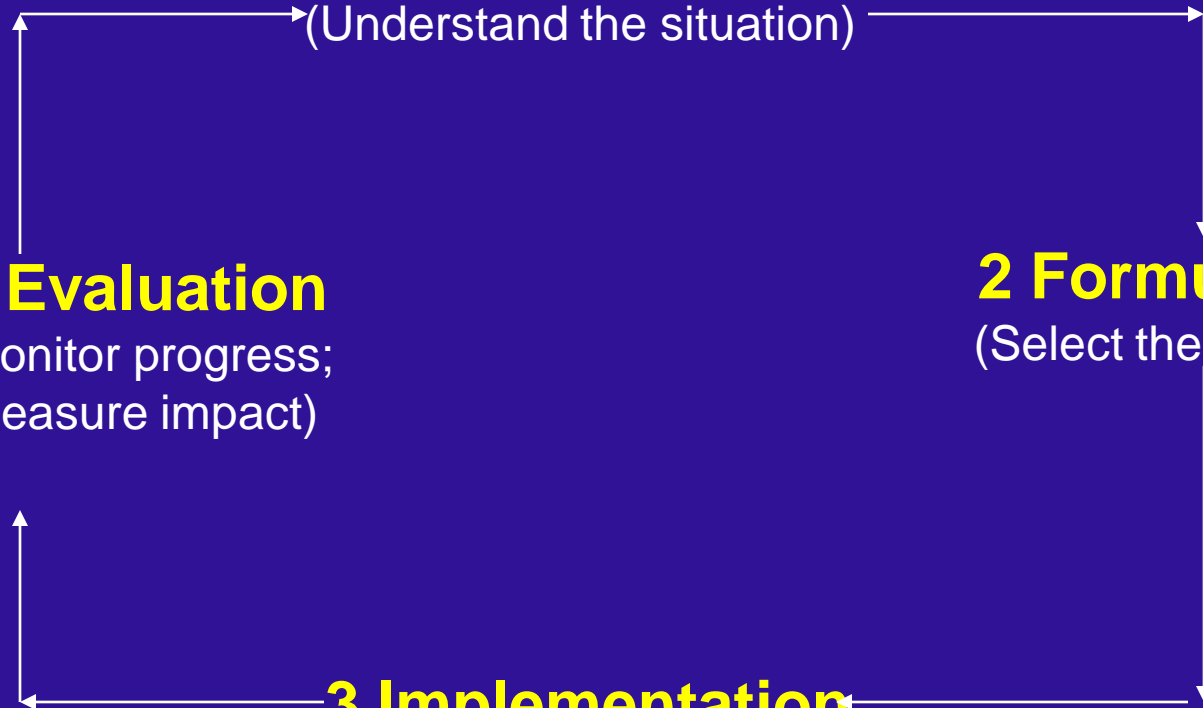 (Understand the situation)
Evaluation
onitor progress;
easure impact)
2 Formu
(Select the
3 Implementation